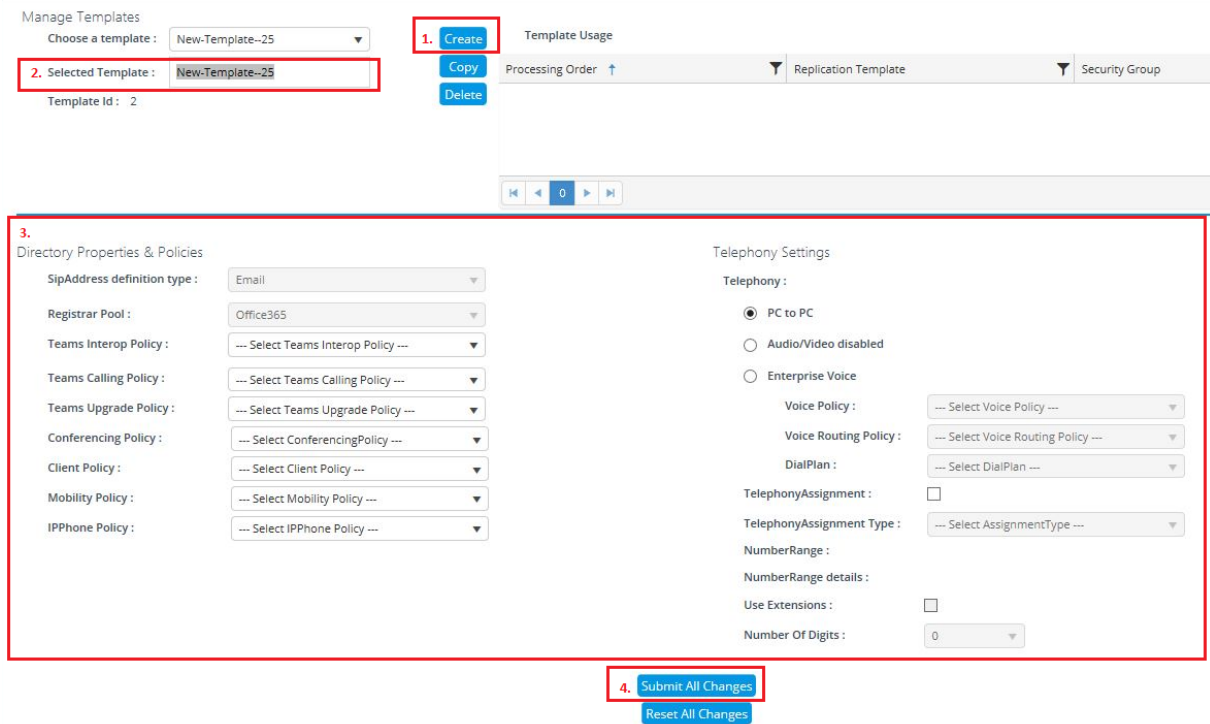 Manage Templates
Choose a template : New-Template--25
1. Create
2. Selected Template : New-Template--25
Copy
Template Id : 2
Delete
Template Usage
Processing Order Replication Template Security Group
0
3.
Directory Properties & Policies
SipAddress definition type : Email
Registrar Pool : Office365
Teams Interop Policy : --- Select Teams Interop Policy ---
Teams Calling Policy : --- Select Teams Calling Policy ---
Teams Upgrade Policy : --- Select Teams Upgrade Policy ---
Conferencing Policy : --- Select ConferencingPolicy ---
Client Policy : --- Select Client Policy ---
Mobility Policy : --- Select Mobility Policy ---
IPPhone Policy : --- Select IPPhone Policy ---
Telephony Settings
Telephony :
PC to PC
Audio/Video disabled
Enterprise Voice
Voice Policy : --- Select Voice Policy ---
Voice Routing Policy : --- Select Voice Routing Policy ---
DialPlan : --- Select DialPlan ---
TelephonyAssignment :
TelephonyAssignment Type : --- Select AssignmentType ---
NumberRange :
NumberRange details :
Use Extensions :
Number Of Digits : 0
4. Submit All Changes
Reset All Changes